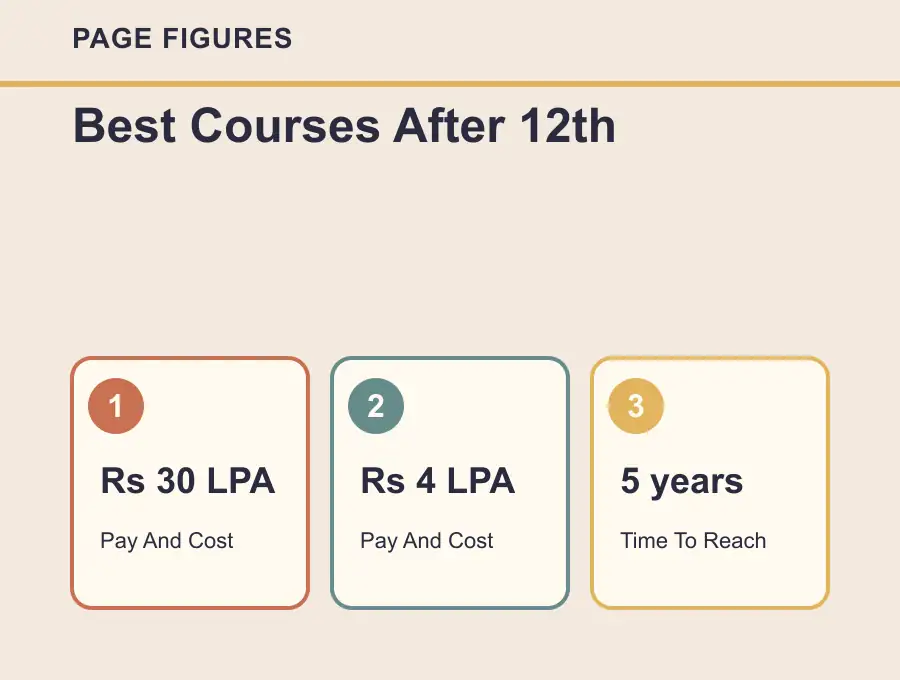 PAGE FIGURES
Best Courses After 12th
1
Rs 30 LPA
Pay And Cost
2
Rs 4 LPA
Pay And Cost
3
5 years
Time To Reach